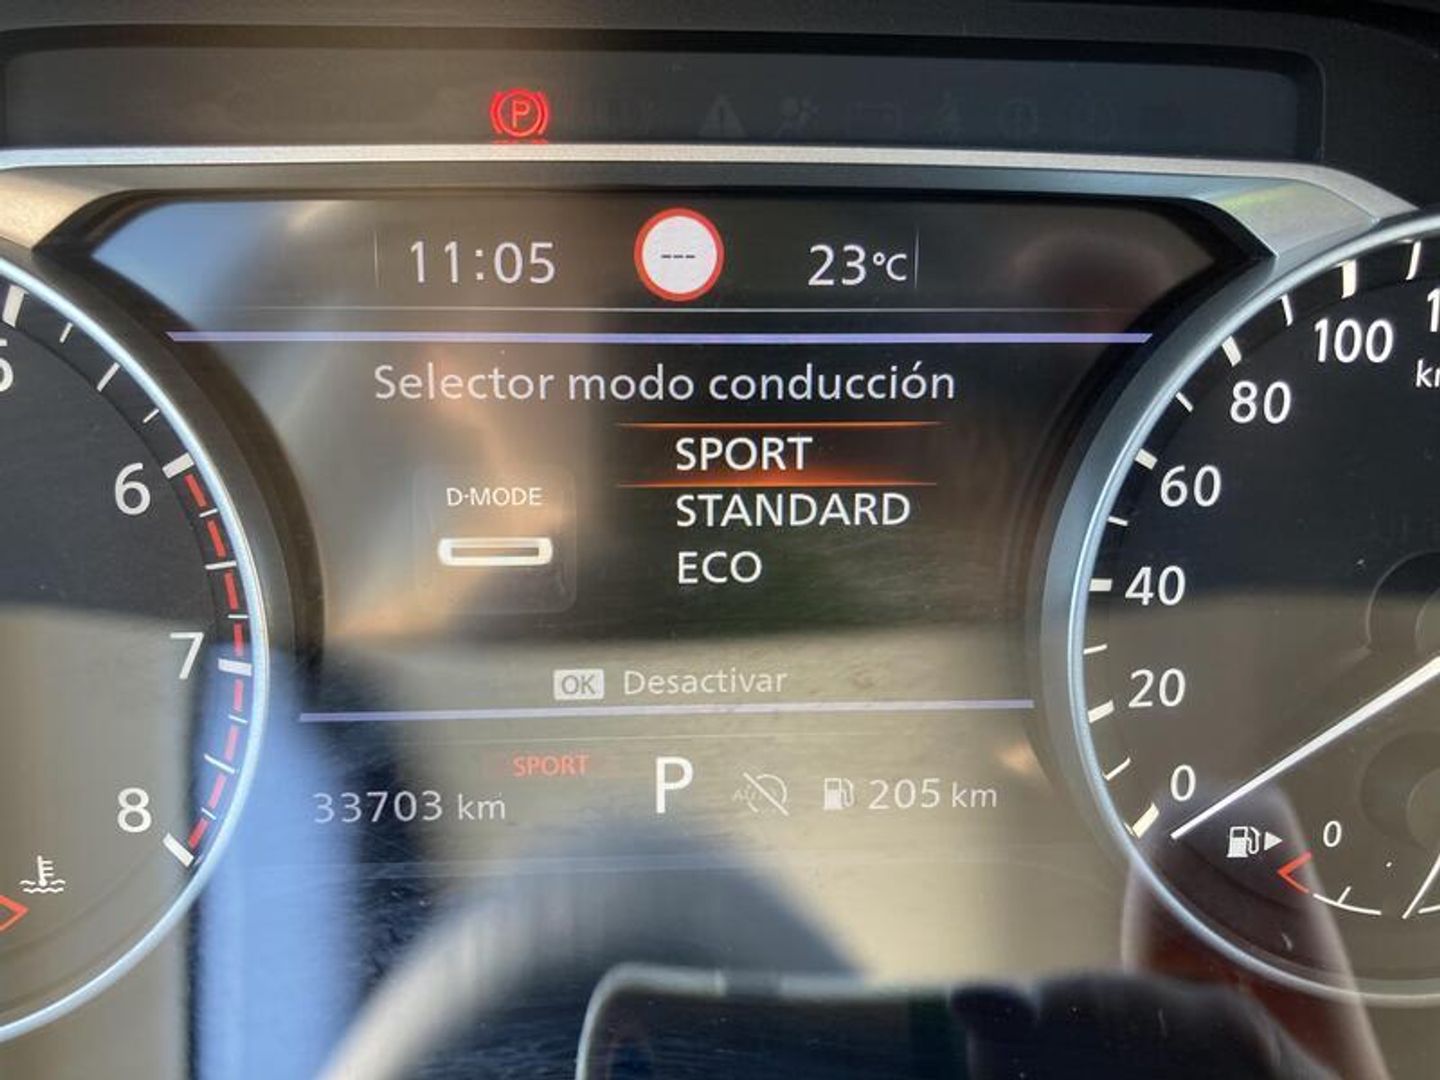 P
11:05
---
23°C
Selector modo conducción
SPORT
STANDARD
ECO
D-MODE
OK Desactivar
SPORT
P
33703 km
205 km
6
7
8
100
80
60
40
20
0
0